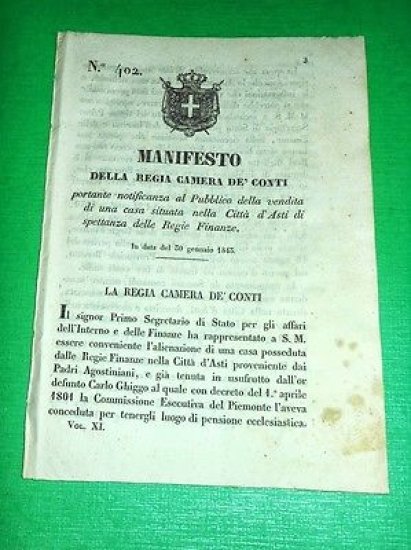 3
N.º 402.
MANIFESTO
DELLA REGIA CAMERA DE' CONTI
portante notificanza al Pubblico della vendita
di una casa situata nella Città d'Asti di
spettanza delle Regie Finanze.
In data del 30 gennaio 1843.
LA REGIA CAMERA DE' CONTI
Il signor Primo Segretario di Stato per gli affari
dell'Interno e delle Finanze ha rappresentato a S. M.
essere conveniente l'alienazione di una casa posseduta
dalle Regie Finanze nella Città d'Asti proveniente dai
Padri Agostiniani, e già tenuta in usufrutto dall'or
defunto Carlo Ghiggo al quale con decreto del 1.º aprile
1801 la Commissione Esecutiva del Piemonte l'aveva
conceduta per tenergli luogo di pensione ecclesiastica.
Vol. XI.